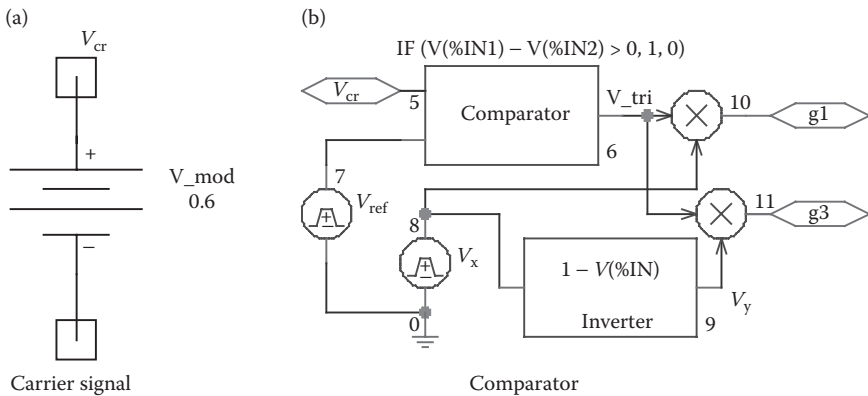 (a)
V_cr
+
V_mod
0.6
−
Carrier signal
(b)
IF (V(%IN1) − V(%IN2) > 0, 1, 0)
V_cr
5
Comparator
V_tri
6
×
10
g1
7
V_ref
+
−
8
V_x
+
−
0
×
11
g3
1 − V(%IN)
Inverter
9
V_y
Comparator